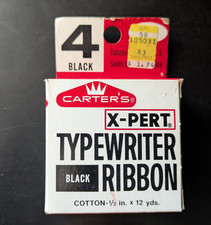 4
BLACK
CARTER'S
X-PERT
TYPEWRITER
BLACK
RIBBON
COTTON-½ in. x 12 yds.